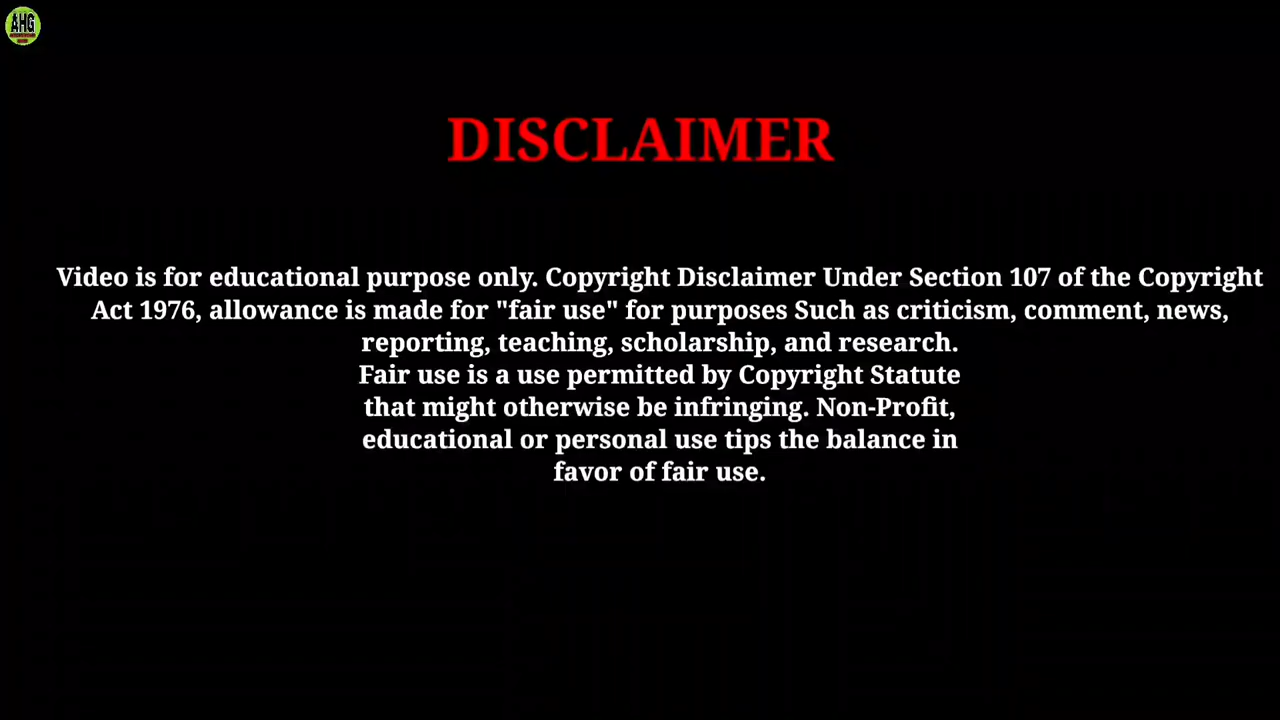 AHG
DISCLAIMER
Video is for educational purpose only. Copyright Disclaimer Under Section 107 of the Copyright
Act 1976, allowance is made for "fair use" for purposes Such as criticism, comment, news,
reporting, teaching, scholarship, and research.
Fair use is a use permitted by Copyright Statute
that might otherwise be infringing. Non-Profit,
educational or personal use tips the balance in
favor of fair use.